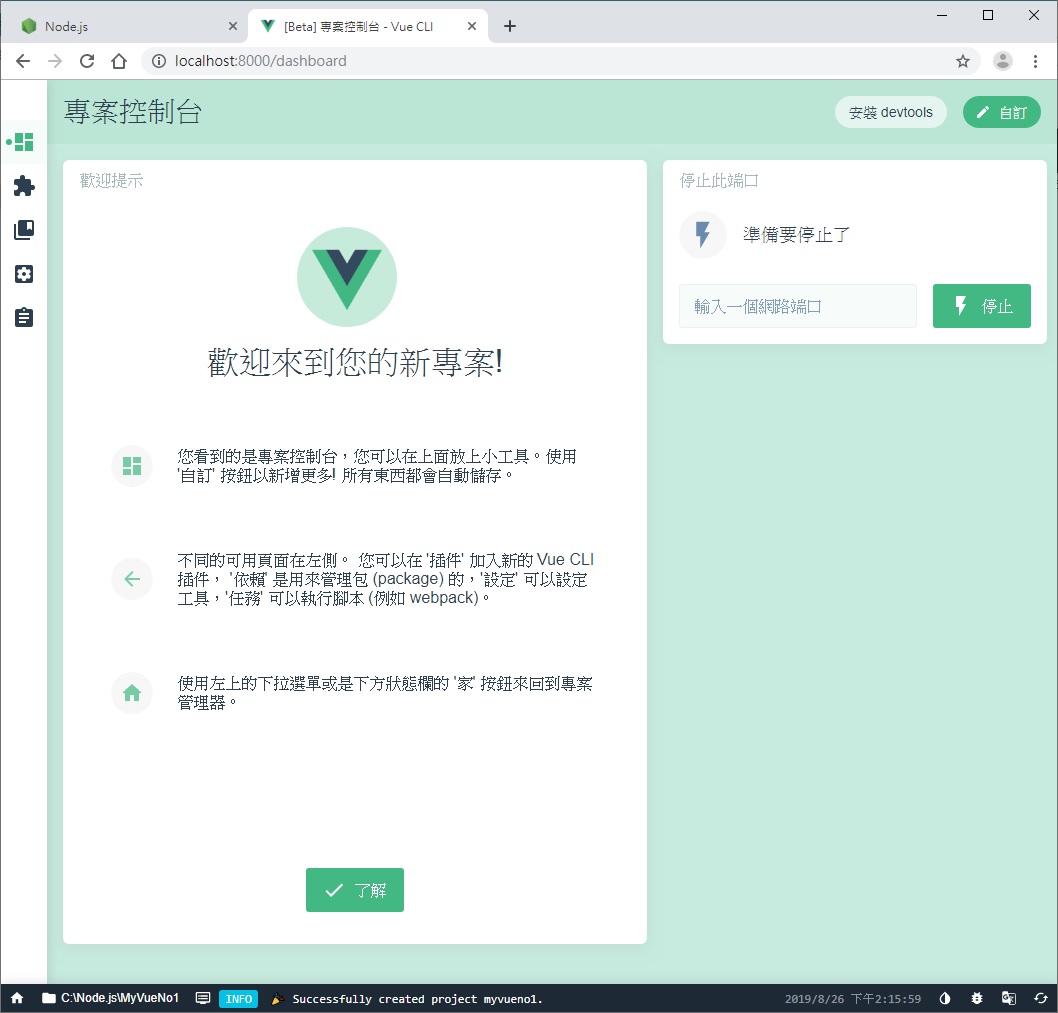 Node.js
[Beta] 專案控制台 - Vue CLI
localhost:8000/dashboard
專案控制台
安裝 devtools
自訂
歡迎提示
歡迎來到您的新專案!
您看到的是專案控制台，您可以在上面放上小工具。使用
'自訂' 按鈕以新增更多! 所有東西都會自動儲存。
不同的可用頁面在左側。 您可以在 '插件' 加入新的 Vue CLI
插件， '依賴' 是用來管理包 (package) 的，'設定' 可以設定
工具，'任務' 可以執行腳本 (例如 webpack)。
使用左上的下拉選單或是下方狀態欄的 '家' 按鈕來回到專案
管理器。
了解
停止此端口
準備要停止了
輸入一個網路端口
停止
C:\Node.js\MyVueNo1
INFO
Successfully created project myvueno1.
2019/8/26 下午2:15:59